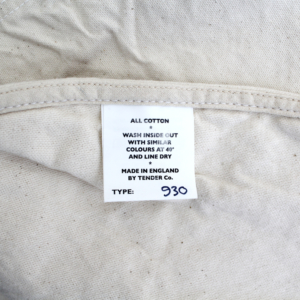 ALL COTTON
WASH INSIDE OUT
WITH SIMILAR
COLOURS AT 40°
AND LINE DRY
MADE IN ENGLAND
BY TENDER Co.
TYPE: 930